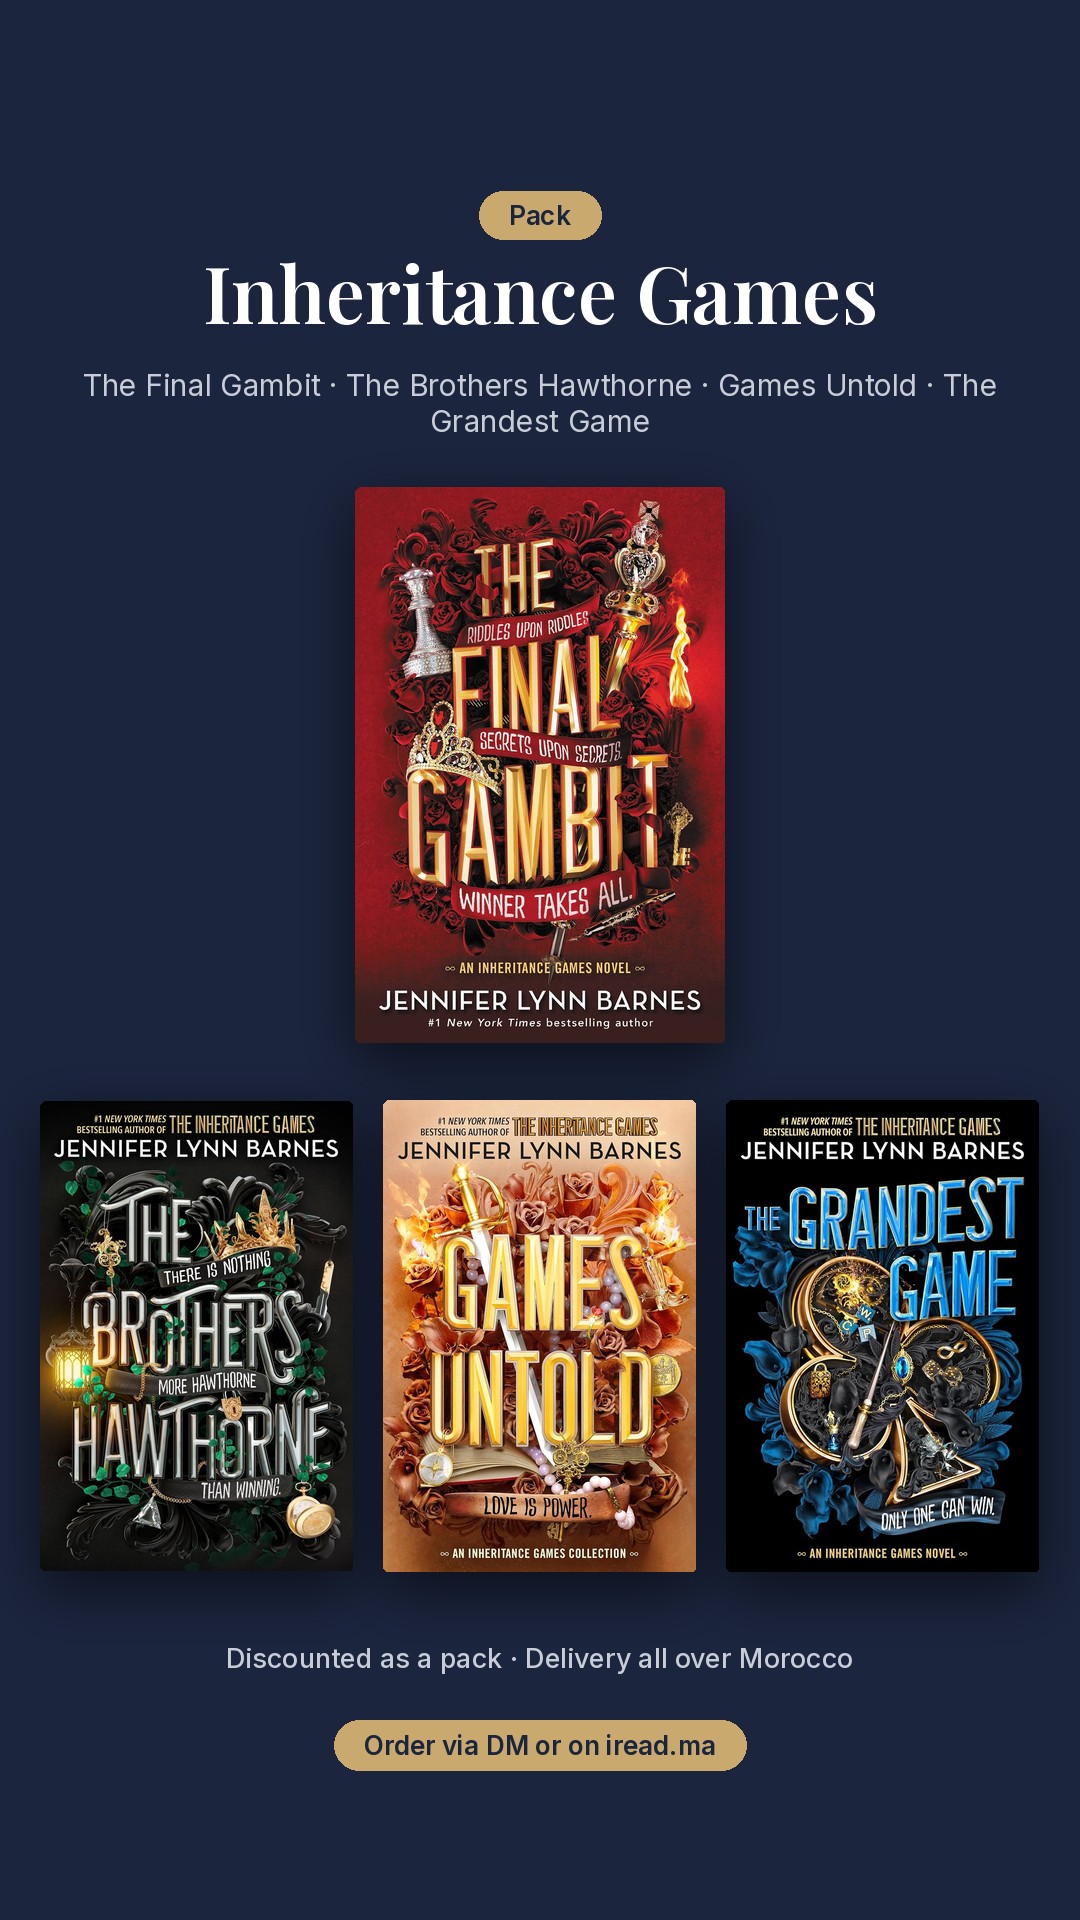 Pack
Inheritance Games
The Final Gambit · The Brothers Hawthorne · Games Untold · The
Grandest Game
THE
RIDDLES UPON RIDDLES
FINAL
SECRETS UPON SECRETS.
GAMBIT
WINNER TAKES ALL.
∞ AN INHERITANCE GAMES NOVEL ∞
JENNIFER LYNN BARNES
#1 New York Times bestselling author
#1 NEW YORK TIMES
BESTSELLING AUTHOR OF THE INHERITANCE GAMES
JENNIFER LYNN BARNES
THE
THERE IS NOTHING
BROTHERS
MORE HAWTHORNE
HAWTHORNE
THAN WINNING.
#1 NEW YORK TIMES
BESTSELLING AUTHOR OF THE INHERITANCE GAMES
JENNIFER LYNN BARNES
GAMES
UNTOLD
LOVE IS POWER.
∞ AN INHERITANCE GAMES COLLECTION ∞
#1 NEW YORK TIMES
BESTSELLING AUTHOR OF THE INHERITANCE GAMES
JENNIFER LYNN BARNES
THE GRANDEST
GAME
ONLY ONE CAN WIN.
∞ AN INHERITANCE GAMES NOVEL ∞
Discounted as a pack · Delivery all over Morocco
Order via DM or on iread.ma